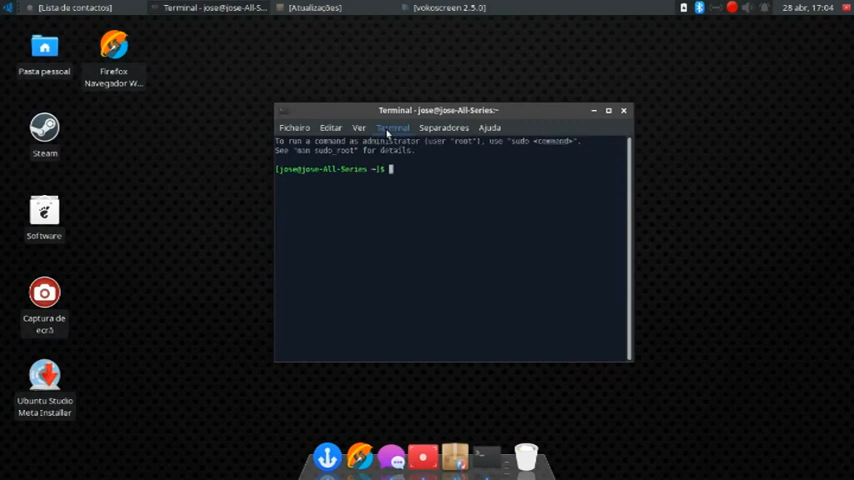 [Lista de contactos]
Terminal - jose@jose-All-S...
[Atualizações]
[vokoscreen 2.5.0]
28 abr, 17:04
Pasta pessoal
Firefox
Navegador W...
Steam
Software
Captura de
ecrã
Ubuntu Studio
Meta Installer
Terminal - jose@jose-All-Series:~
Ficheiro Editar Ver Terminal Separadores Ajuda
To run a command as administrator (user "root"), use "sudo <command>".
See "man sudo_root" for details.
[jose@jose-All-Series ~]$